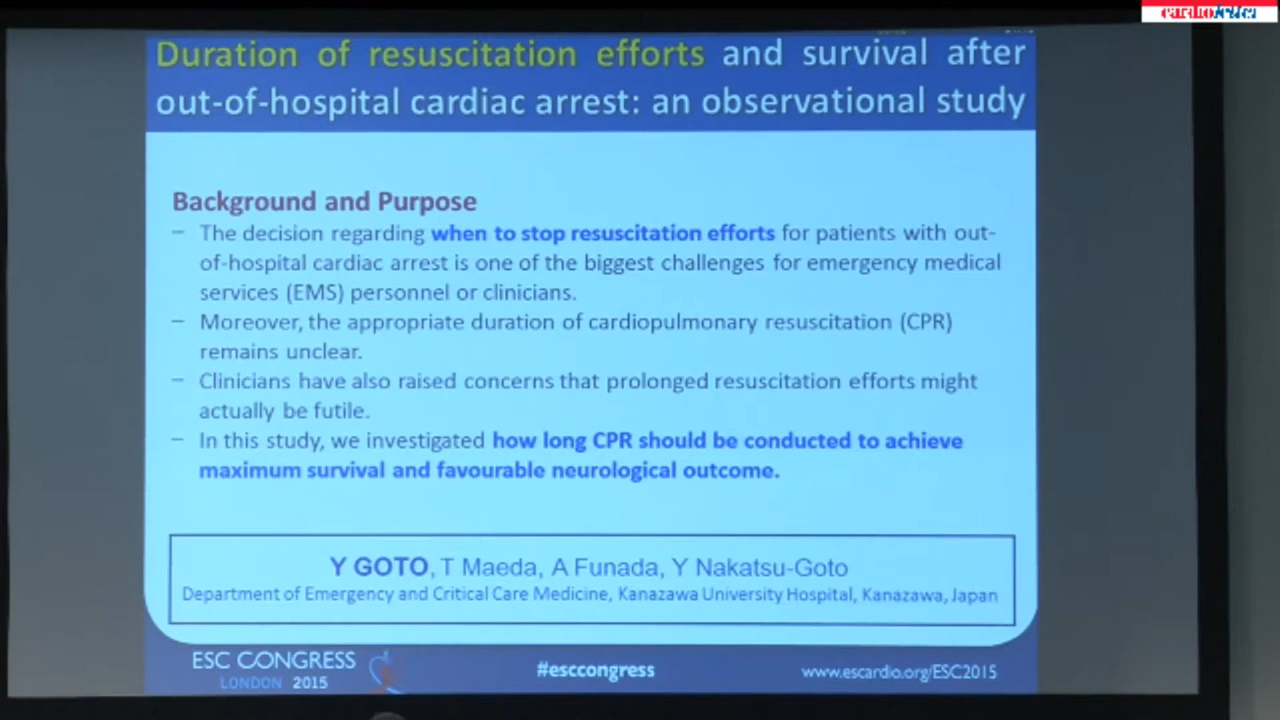 Duration of resuscitation efforts and survival after
out-of-hospital cardiac arrest: an observational study
Background and Purpose
– The decision regarding when to stop resuscitation efforts for patients with out-
of-hospital cardiac arrest is one of the biggest challenges for emergency medical
services (EMS) personnel or clinicians.
– Moreover, the appropriate duration of cardiopulmonary resuscitation (CPR)
remains unclear.
– Clinicians have also raised concerns that prolonged resuscitation efforts might
actually be futile.
– In this study, we investigated how long CPR should be conducted to achieve
maximum survival and favourable neurological outcome.
Y GOTO, T Maeda, A Funada, Y Nakatsu-Goto
Department of Emergency and Critical Care Medicine, Kanazawa University Hospital, Kanazawa, Japan
ESC CONGRESS
LONDON 2015
#esccongress
www.escardio.org/ESC2015